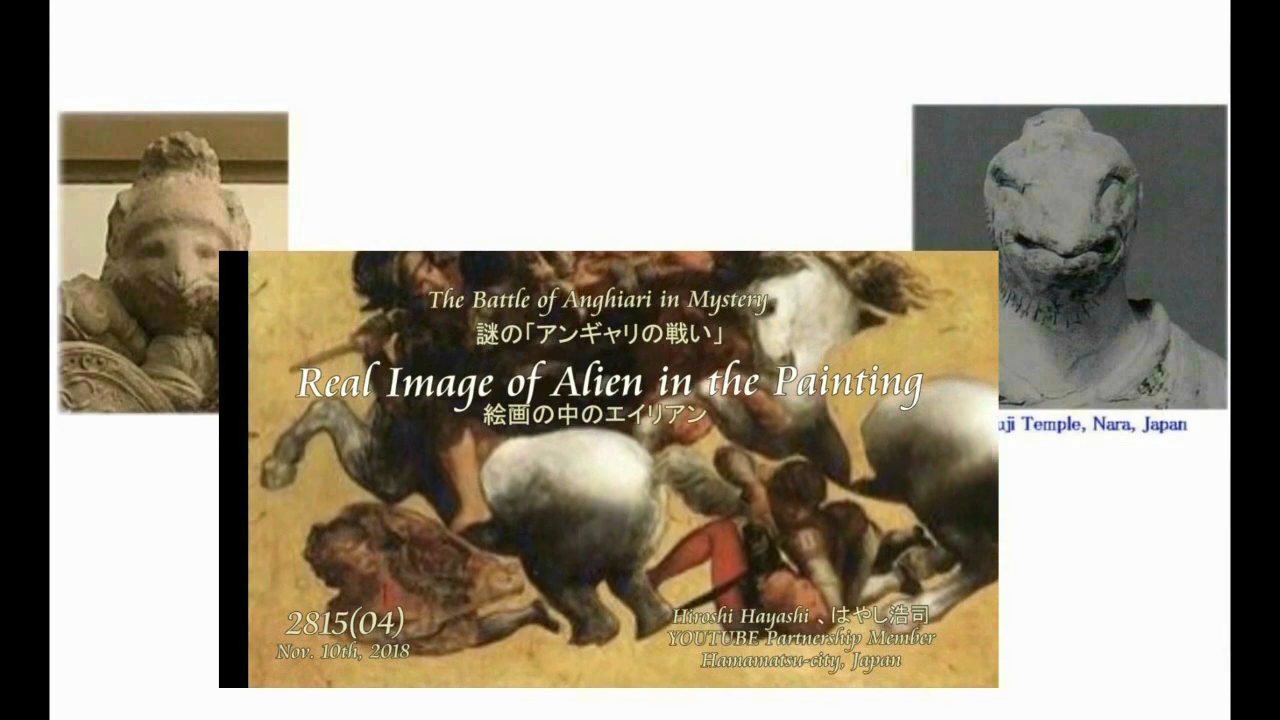 The Battle of Anghiari in Mystery
謎の「アンギャリの戦い」
Real Image of Alien in the Painting
絵画の中のエイリアン
uji Temple, Nara, Japan
2815(04)
Nov. 10th, 2018
Hiroshi Hayashi 、はやし浩司
YOUTUBE Partnership Member
Hamamatsu-city, Japan